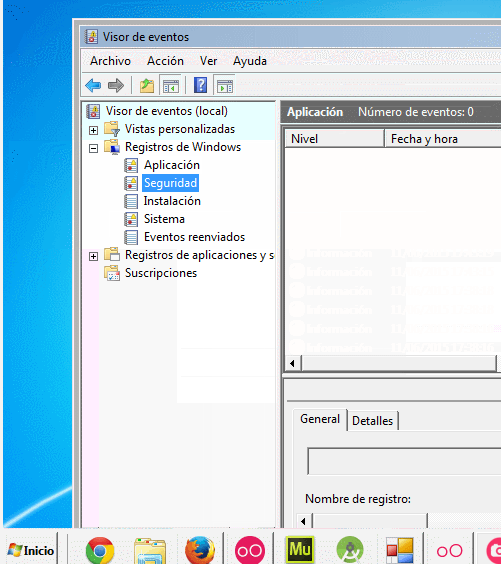 Visor de eventos
Archivo Acción Ver Ayuda
Visor de eventos (local)
Vistas personalizadas
Registros de Windows
Aplicación
Seguridad
Instalación
Sistema
Eventos reenviados
Registros de aplicaciones y s
Suscripciones
Aplicación Número de eventos: 0
Nivel Fecha y hora
General Detalles
Nombre de registro:
Inicio
Mu